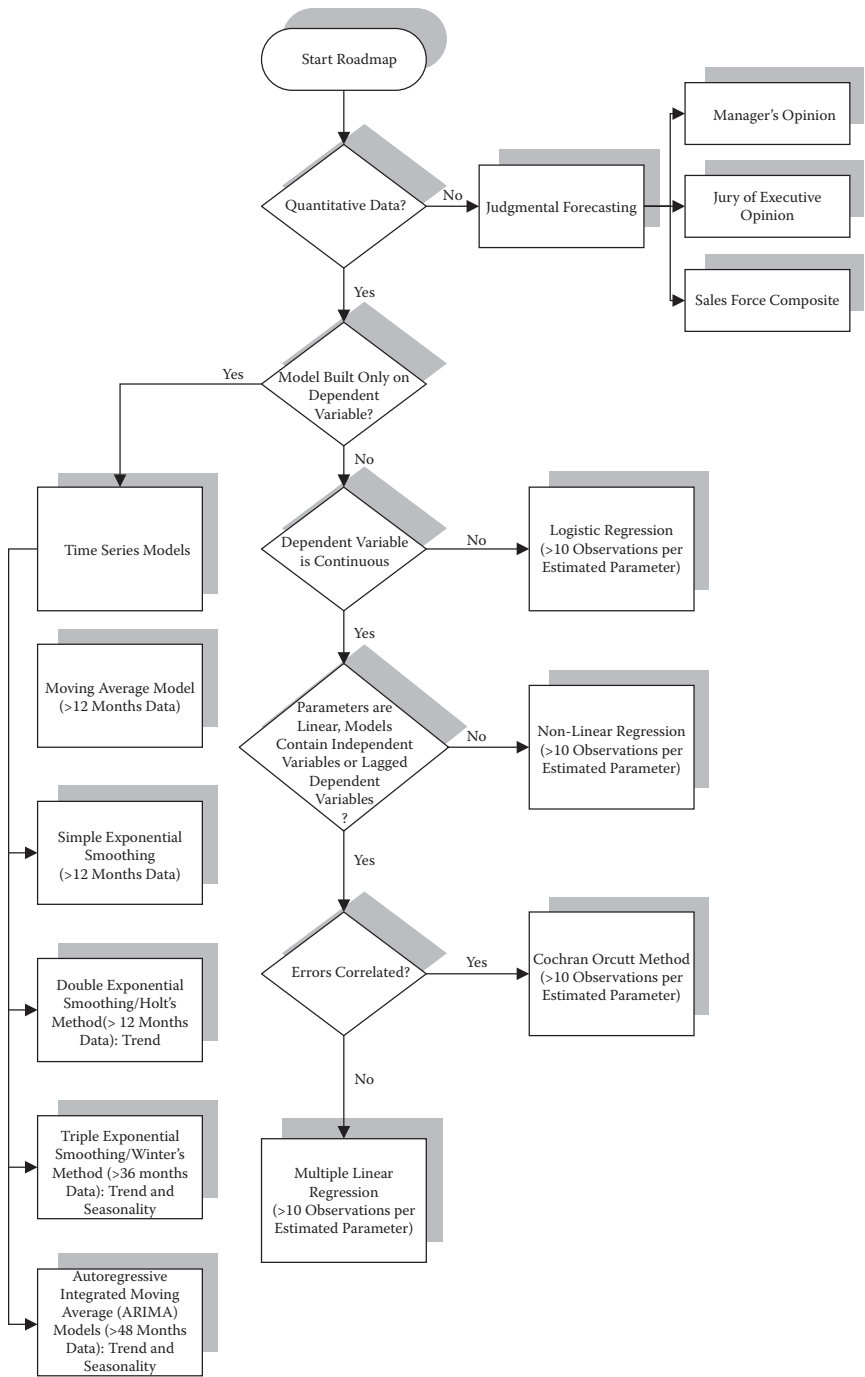 Start Roadmap
Quantitative Data?
No
Judgmental Forecasting
Manager's Opinion
Jury of Executive
Opinion
Sales Force Composite
Yes
Model Built Only on
Dependent
Variable?
Yes
No
Time Series Models
Dependent Variable
is Continuous
No
Logistic Regression
(>10 Observations per
Estimated Parameter)
Yes
Moving Average Model
(>12 Months Data)
Parameters are
Linear, Models
Contain Independent
Variables or Lagged
Dependent
Variables
?
No
Non-Linear Regression
(>10 Observations per
Estimated Parameter)
Simple Exponential
Smoothing
(>12 Months Data)
Yes
Double Exponential
Smoothing/Holt's
Method(> 12 Months
Data): Trend
Errors Correlated?
Yes
Cochran Orcutt Method
(>10 Observations per
Estimated Parameter)
No
Triple Exponential
Smoothing/Winter's
Method (>36 months
Data): Trend and
Seasonality
Multiple Linear
Regression
(>10 Observations per
Estimated Parameter)
Autoregressive
Integrated Moving
Average (ARIMA)
Models (>48 Months
Data): Trend and
Seasonality